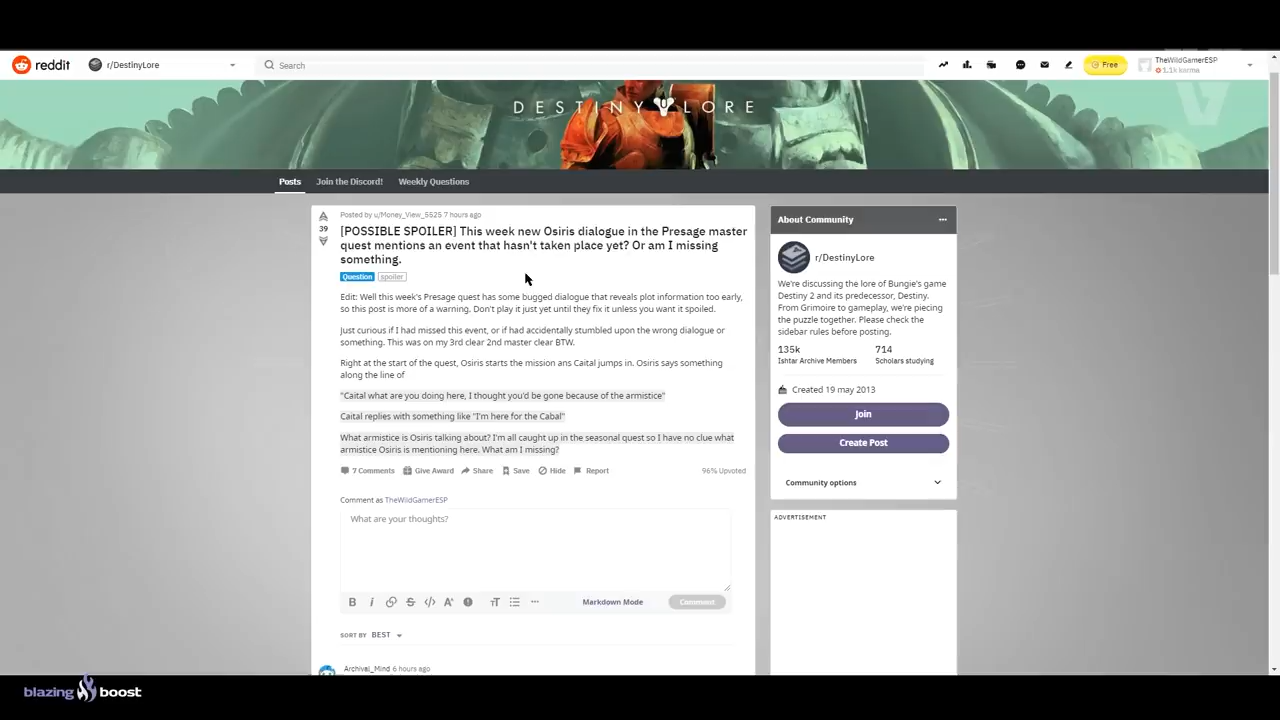 reddit
r/DestinyLore
Search
Free
TheWildGamerESP
1.1k karma
DESTINY LORE
Posts
Join the Discord!
Weekly Questions
39
Posted by u/Money_View_5525 7 hours ago
[POSSIBLE SPOILER] This week new Osiris dialogue in the Presage master
quest mentions an event that hasn't taken place yet? Or am I missing
something.
Question
spoiler
Edit: Well this week's Presage quest has some bugged dialogue that reveals plot information too early,
so this post is more of a warning. Don't play it just yet until they fix it unless you want it spoiled.
Just curious if I had missed this event, or if had accidentally stumbled upon the wrong dialogue or
something. This was on my 3rd clear 2nd master clear BTW.
Right at the start of the quest, Osiris starts the mission ans Caital jumps in. Osiris says something
along the line of
"Caital what are you doing here, I thought you'd be gone because of the armistice"
Caital replies with something like "I'm here for the Cabal"
What armistice is Osiris talking about? I'm all caught up in the seasonal quest so I have no clue what
armistice Osiris is mentioning here. What am I missing?
7 Comments
Give Award
Share
Save
Hide
Report
96% Upvoted
Comment as TheWildGamerESP
What are your thoughts?
Markdown Mode
Comment
SORT BY BEST
Archival_Mind 6 hours ago
About Community
r/DestinyLore
We're discussing the lore of Bungie's game
Destiny 2 and its predecessor, Destiny.
From Grimoire to gameplay, we're piecing
the puzzle together. Please check the
sidebar rules before posting.
135k
714
Ishtar Archive Members
Scholars studying
Created 19 may 2013
Join
Create Post
Community options
ADVERTISEMENT
blazing boost